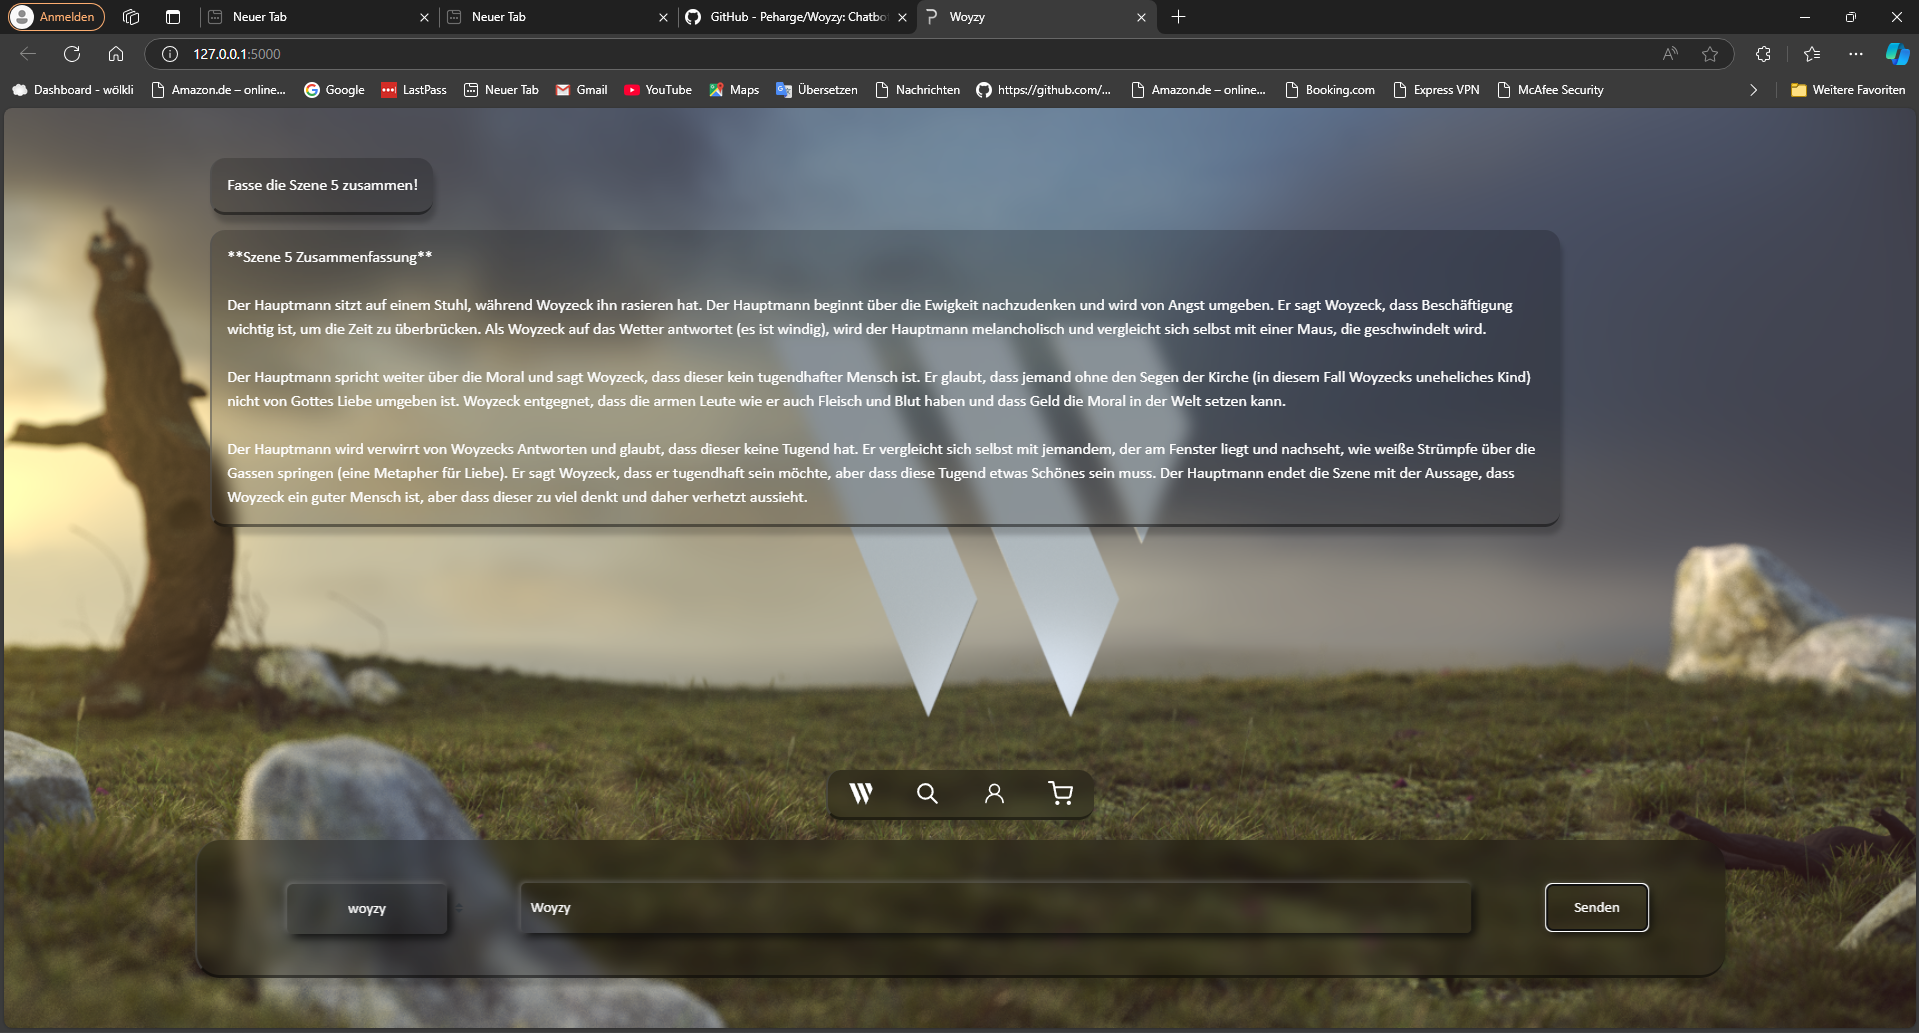 Anmelden
Neuer Tab
Neuer Tab
GitHub - Peharge/Woyzy: Chatbo
Woyzy
127.0.0.1:5000
Dashboard - wölkli
Amazon.de – online...
Google
LastPass
Neuer Tab
Gmail
YouTube
Maps
Übersetzen
Nachrichten
https://github.com/...
Amazon.de – online...
Booking.com
Express VPN
McAfee Security
Weitere Favoriten
Fasse die Szene 5 zusammen!
**Szene 5 Zusammenfassung**
Der Hauptmann sitzt auf einem Stuhl, während Woyzeck ihn rasieren hat. Der Hauptmann beginnt über die Ewigkeit nachzudenken und wird von Angst umgeben. Er sagt Woyzeck, dass Beschäftigung
wichtig ist, um die Zeit zu überbrücken. Als Woyzeck auf das Wetter antwortet (es ist windig), wird der Hauptmann melancholisch und vergleicht sich selbst mit einer Maus, die geschwindelt wird.
Der Hauptmann spricht weiter über die Moral und sagt Woyzeck, dass dieser kein tugendhafter Mensch ist. Er glaubt, dass jemand ohne den Segen der Kirche (in diesem Fall Woyzecks uneheliches Kind)
nicht von Gottes Liebe umgeben ist. Woyzeck entgegnet, dass die armen Leute wie er auch Fleisch und Blut haben und dass Geld die Moral in der Welt setzen kann.
Der Hauptmann wird verwirrt von Woyzecks Antworten und glaubt, dass dieser keine Tugend hat. Er vergleicht sich selbst mit jemandem, der am Fenster liegt und nachseht, wie weiße Strümpfe über die
Gassen springen (eine Metapher für Liebe). Er sagt Woyzeck, dass er tugendhaft sein möchte, aber dass diese Tugend etwas Schönes sein muss. Der Hauptmann endet die Szene mit der Aussage, dass
Woyzeck ein guter Mensch ist, aber dass dieser zu viel denkt und daher verhetzt aussieht.
woyzy
Woyzy
Senden